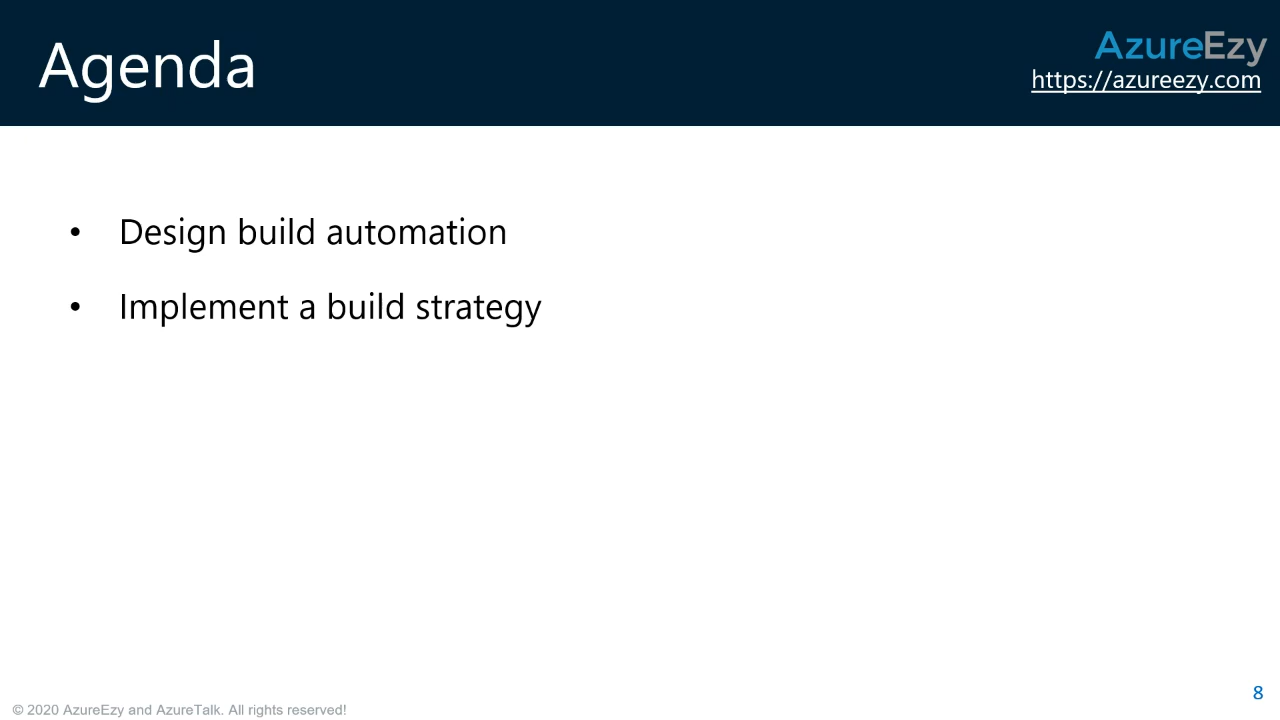 Agenda
AzureEzy
https://azureezy.com
• Design build automation
• Implement a build strategy
8
© 2020 AzureEzy and AzureTalk. All rights reserved!